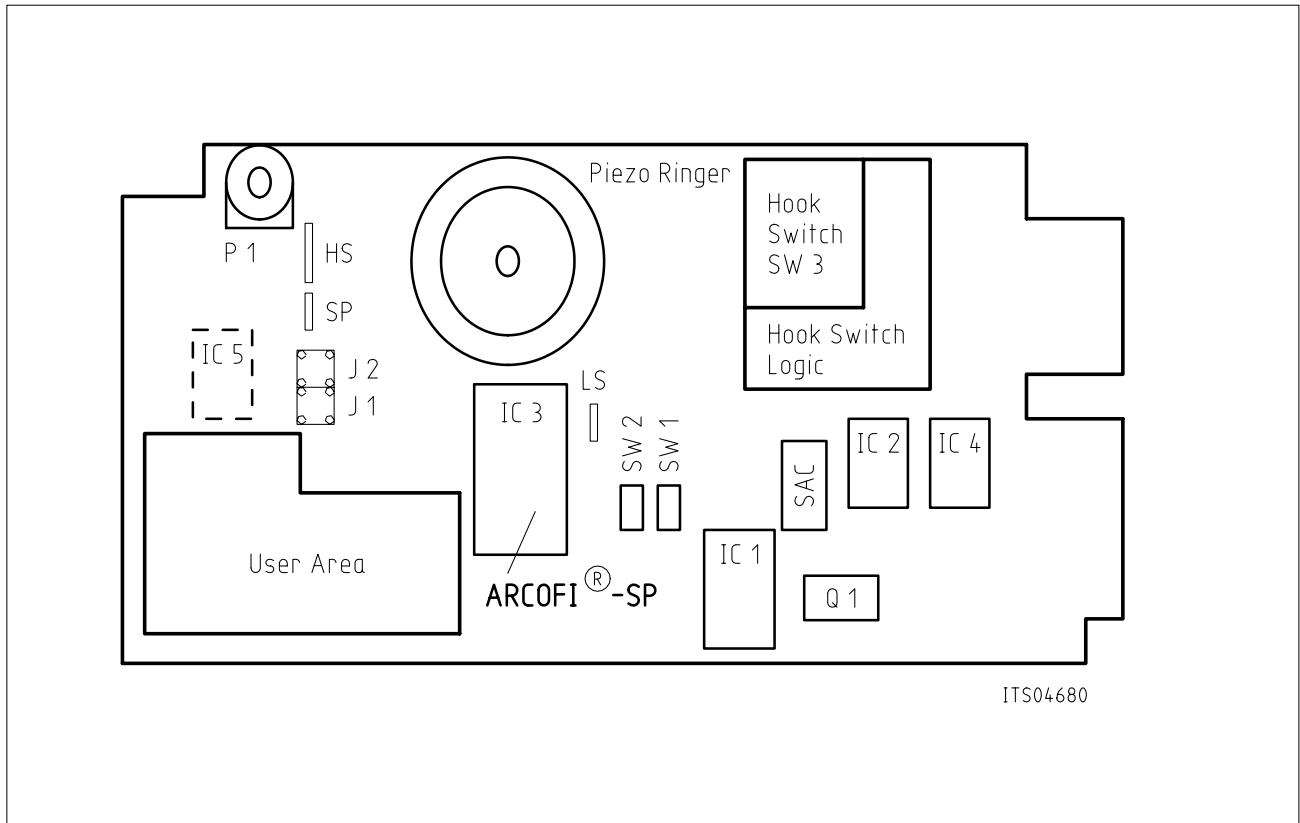 Piezo Ringer
Hook
Switch
SW 3
P 1
HS
SP
Hook Switch
Logic
IC 5
J 2
J 1
LS
IC 3
SW 2
SW 1
IC 2
IC 4
SAC
IC 1
User Area
ARCOFI ®-SP
Q 1
ITS04680